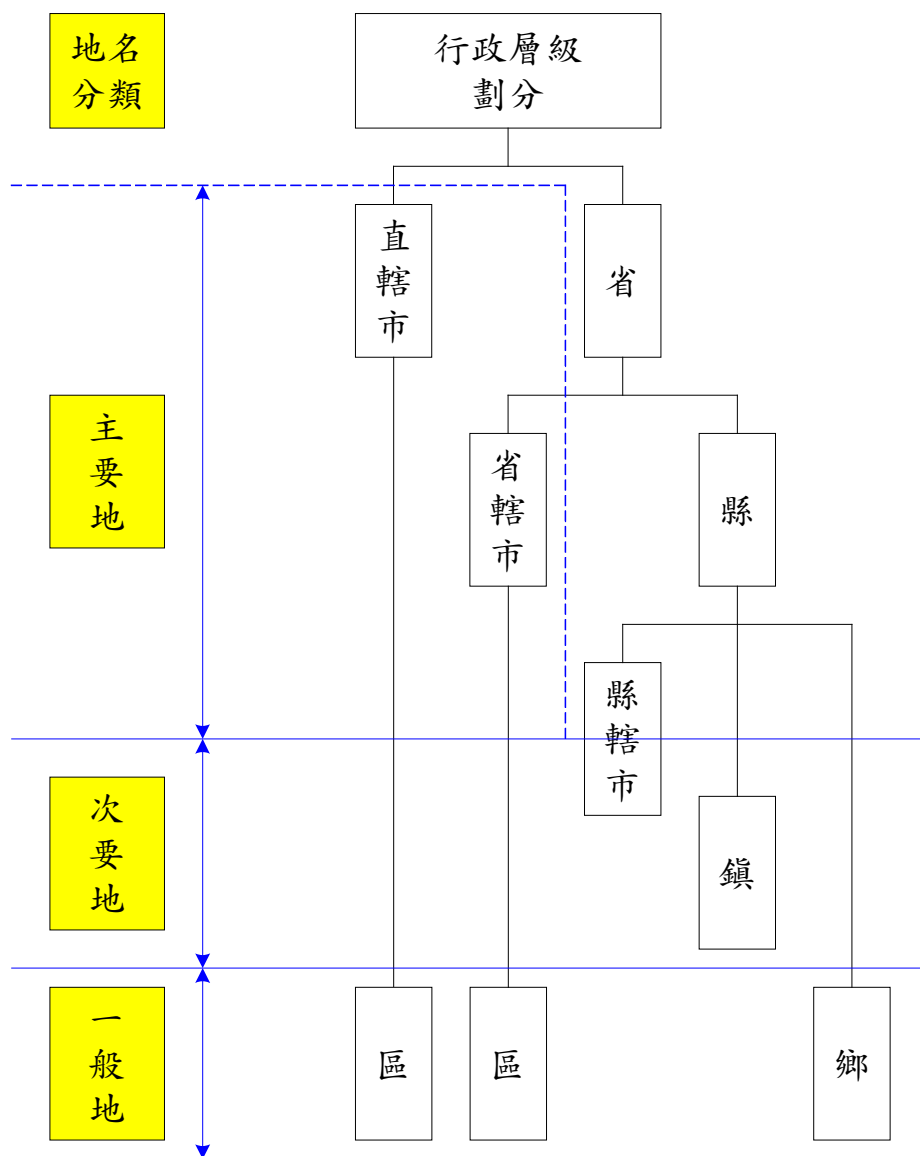 地名
分類
行政層級
劃分
直轄市
省
主要地
省轄市
縣
縣轄市
次要地
鎮
一般地
區
區
鄉